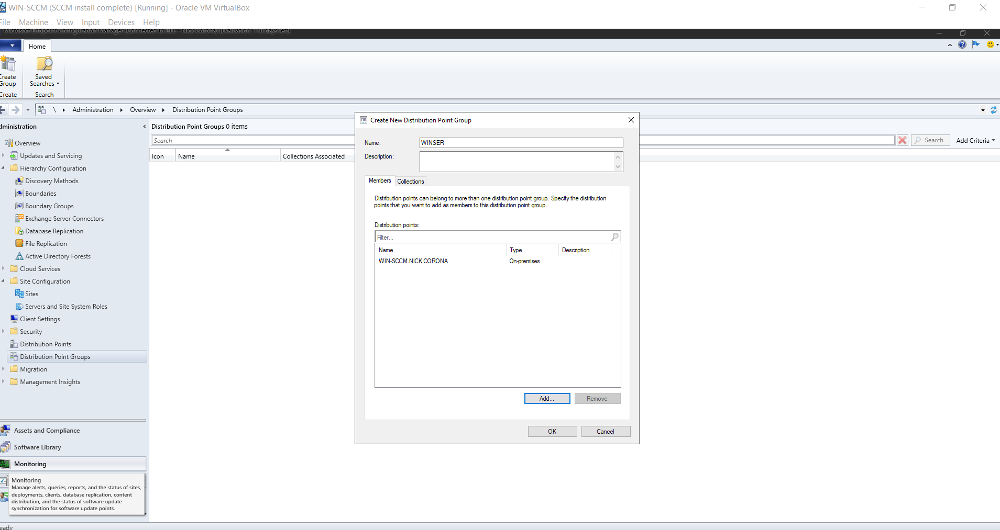 WIN-SCCM (SCCM install complete) [Running] - Oracle VM VirtualBox
File Machine View Input Devices Help
Microsoft Endpoint Configuration Manager (Connected to BEL - Nick Corona) (Evaluation, 178 days left)
Home
Create Group
Saved Searches
Create
Search
\ Administration Overview Distribution Point Groups
dministration
Distribution Point Groups 0 items
Search
Search
Add Criteria
Icon Name Collections Associated
Overview
Updates and Servicing
Hierarchy Configuration
Discovery Methods
Boundaries
Boundary Groups
Exchange Server Connectors
Database Replication
File Replication
Active Directory Forests
Cloud Services
Site Configuration
Sites
Servers and Site System Roles
Client Settings
Security
Distribution Points
Distribution Point Groups
Migration
Management Insights
Assets and Compliance
Software Library
Monitoring
Monitoring
Manage alerts, queries, reports, and the status of sites,
deployments, clients, database replication, content
distribution, and the status of software update
synchronization for software update points.
eady
Create New Distribution Point Group
Name: WINSER
Description:
Members Collections
Distribution points can belong to more than one distribution point group. Specify the distribution
points that you want to add as members to this distribution point group.
Distribution points:
Filter...
Name Type Description
WIN-SCCM.NICK.CORONA On-premises
Add... Remove
OK Cancel